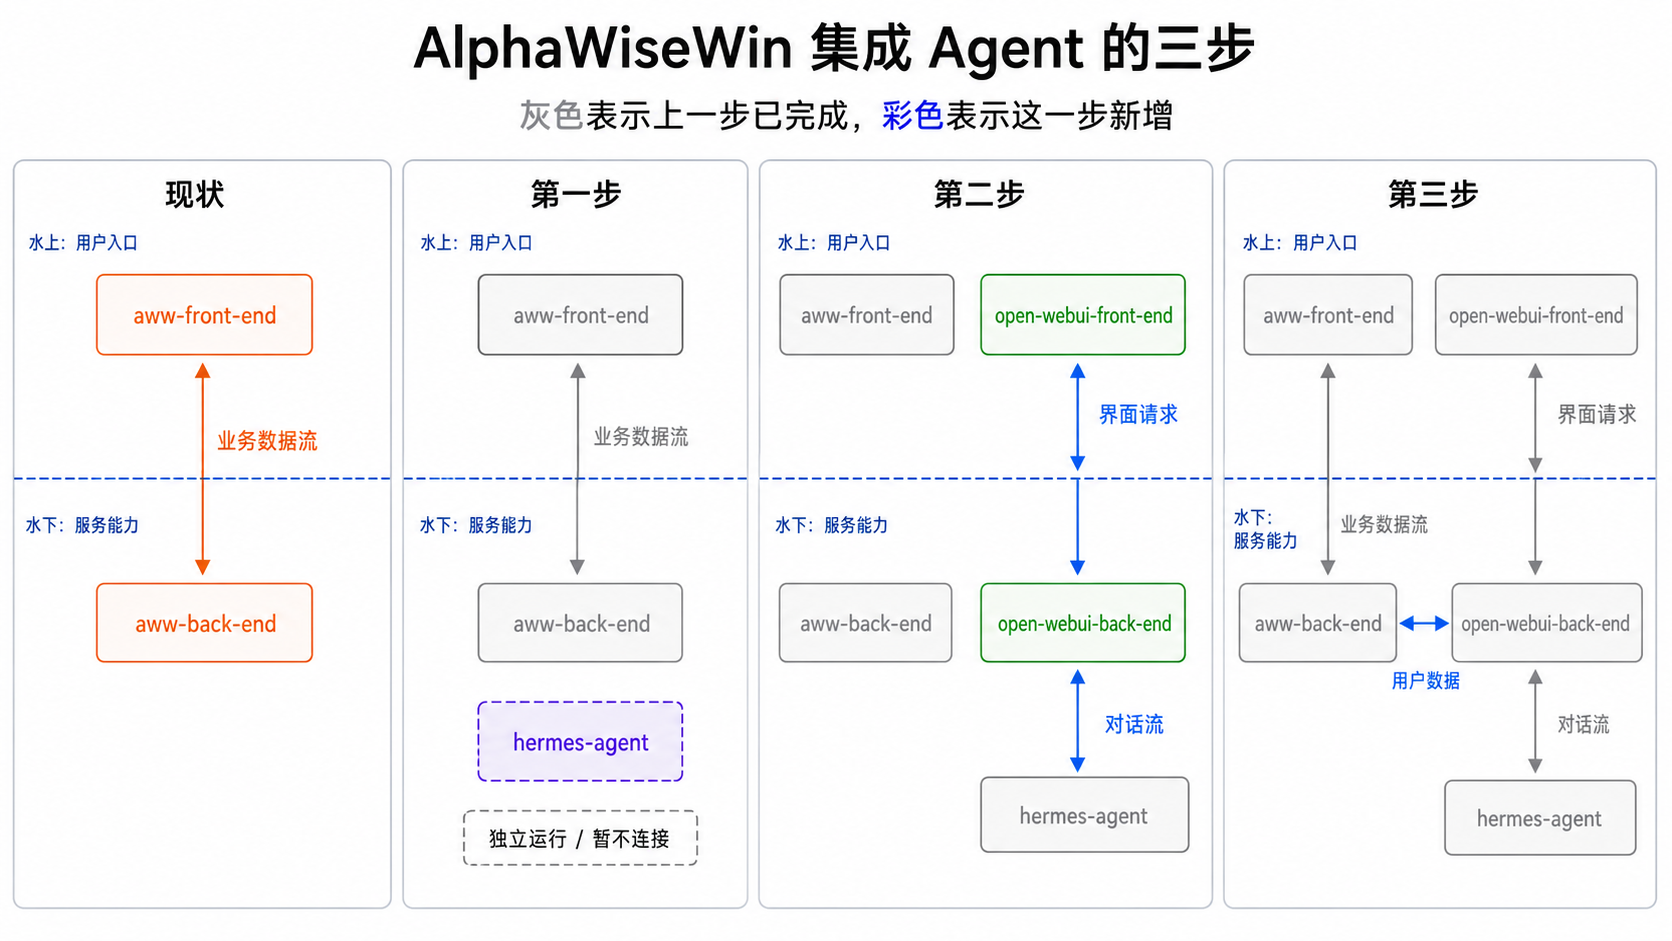 AlphaWiseWin 集成 Agent 的三步
灰色表示上一步已完成，彩色表示这一步新增
现状
水上：用户入口
aww-front-end
业务数据流
水下：服务能力
aww-back-end
第一步
水上：用户入口
aww-front-end
业务数据流
水下：服务能力
aww-back-end
hermes-agent
独立运行 / 暂不连接
第二步
水上：用户入口
aww-front-end
open-webui-front-end
界面请求
水下：服务能力
aww-back-end
open-webui-back-end
对话流
hermes-agent
第三步
水上：用户入口
aww-front-end
open-webui-front-end
界面请求
水下：
服务能力
业务数据流
aww-back-end
open-webui-back-end
用户数据
对话流
hermes-agent